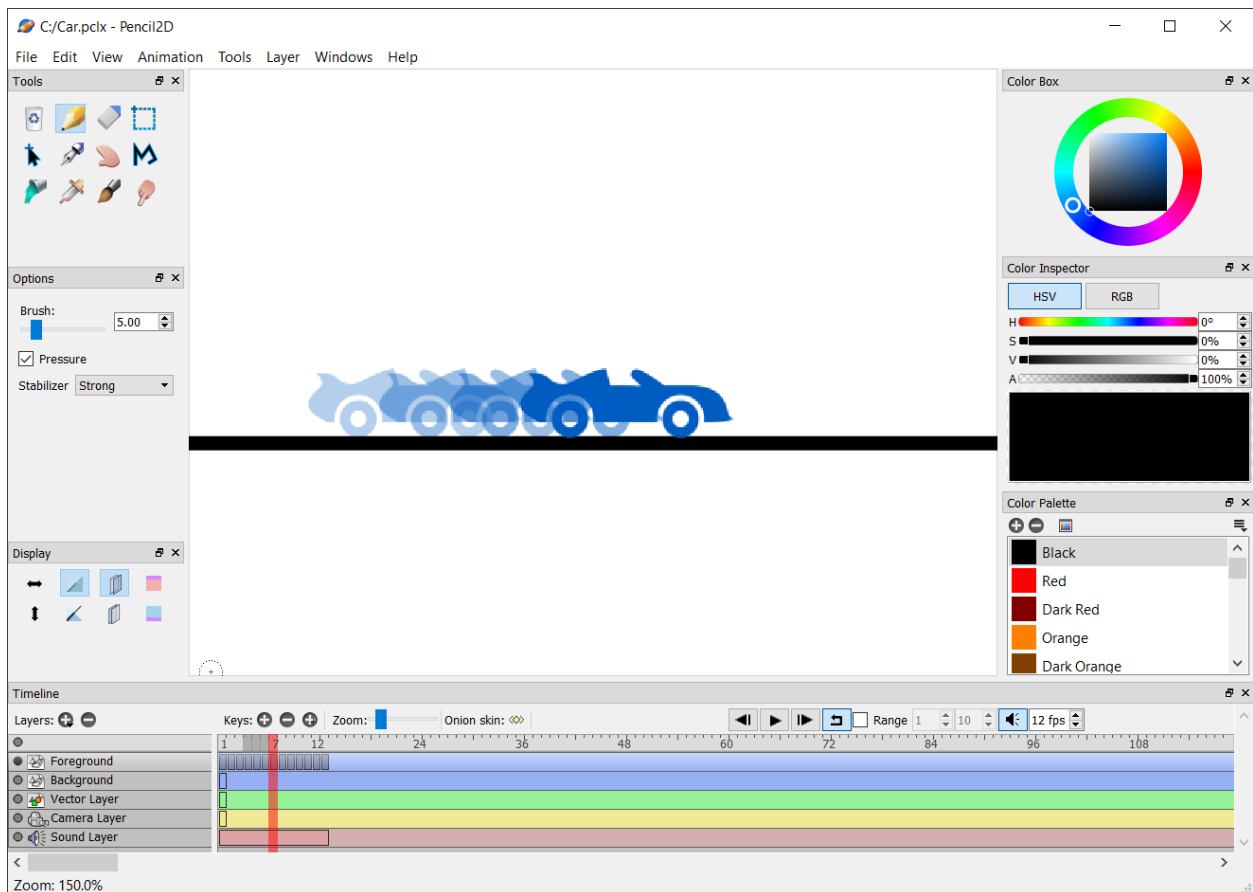 C:/Car.pclx - Pencil2D
File Edit View Animation Tools Layer Windows Help
Tools
Options
Brush:
5.00
Pressure
Stabilizer Strong
Display
Color Box
Color Inspector
HSV RGB
H 0°
S 0%
V 0%
A 100%
Color Palette
Black
Red
Dark Red
Orange
Dark Orange
Timeline
Layers: Keys: Zoom: Onion skin: Range 1 10 12 fps
1 7 12 24 36 48 60 72 84 96 108
Foreground
Background
Vector Layer
Camera Layer
Sound Layer
Zoom: 150.0%